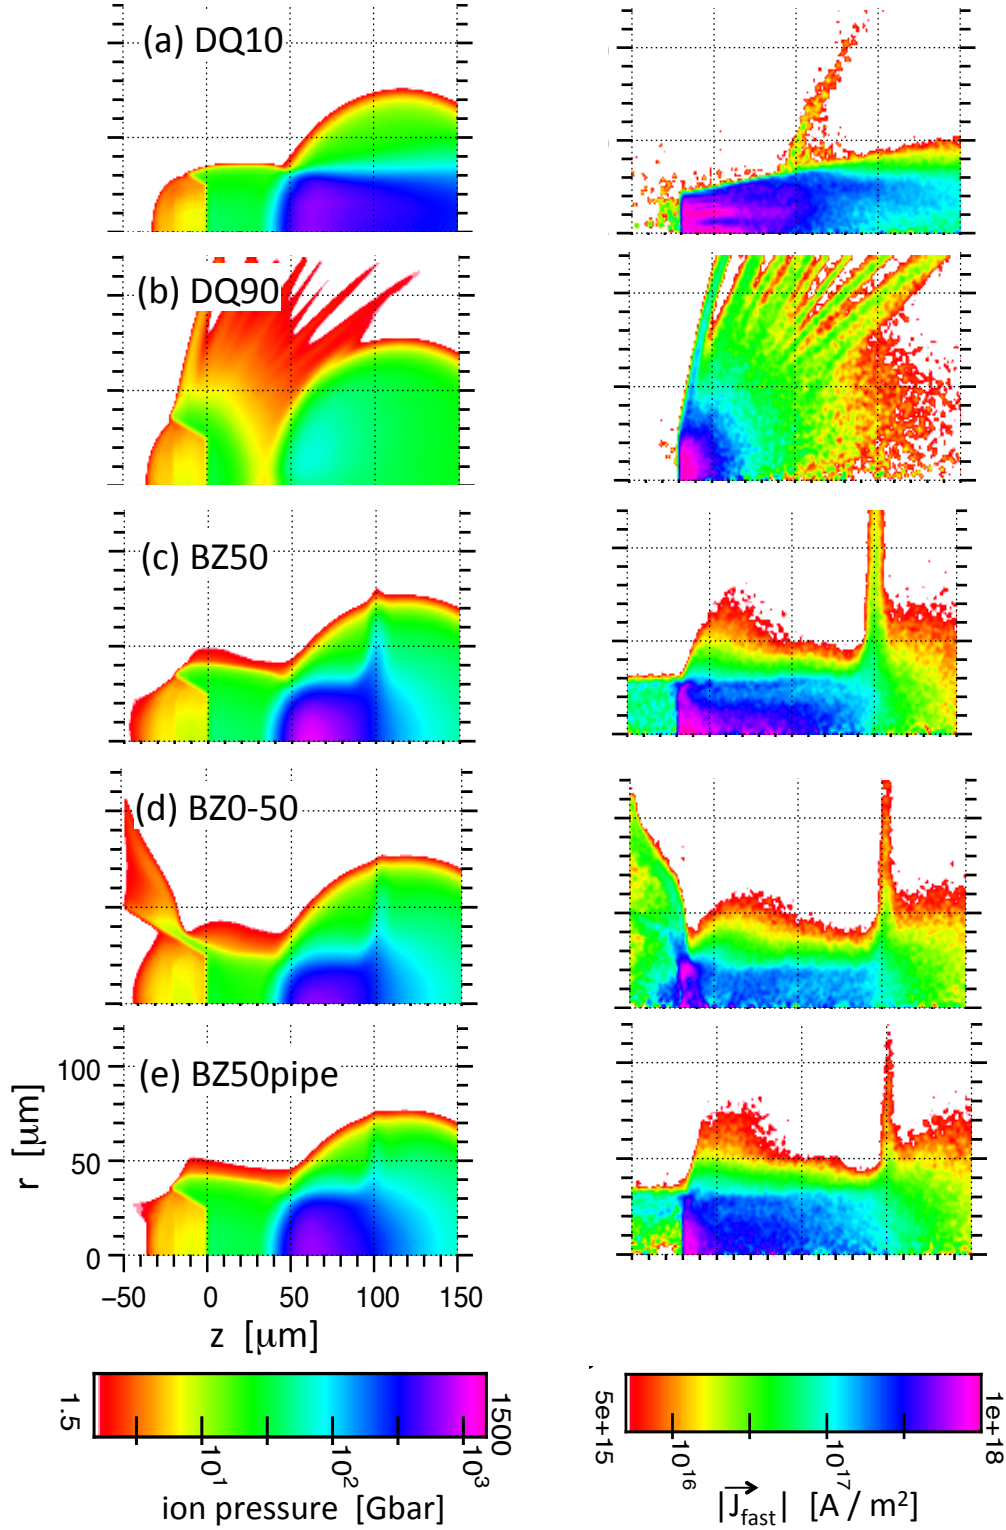 (a) DQ10
(b) DQ90
(c) BZ50
(d) BZ0-50
(e) BZ50pipe
100
50
0
r [μm]
−50 0 50 100 150
z [μm]
1.5 10¹ 10² 10³ 1500
ion pressure [Gbar]
5e+15 10¹⁶ 10¹⁷ 1e+18
|J⃗fast| [A / m²]